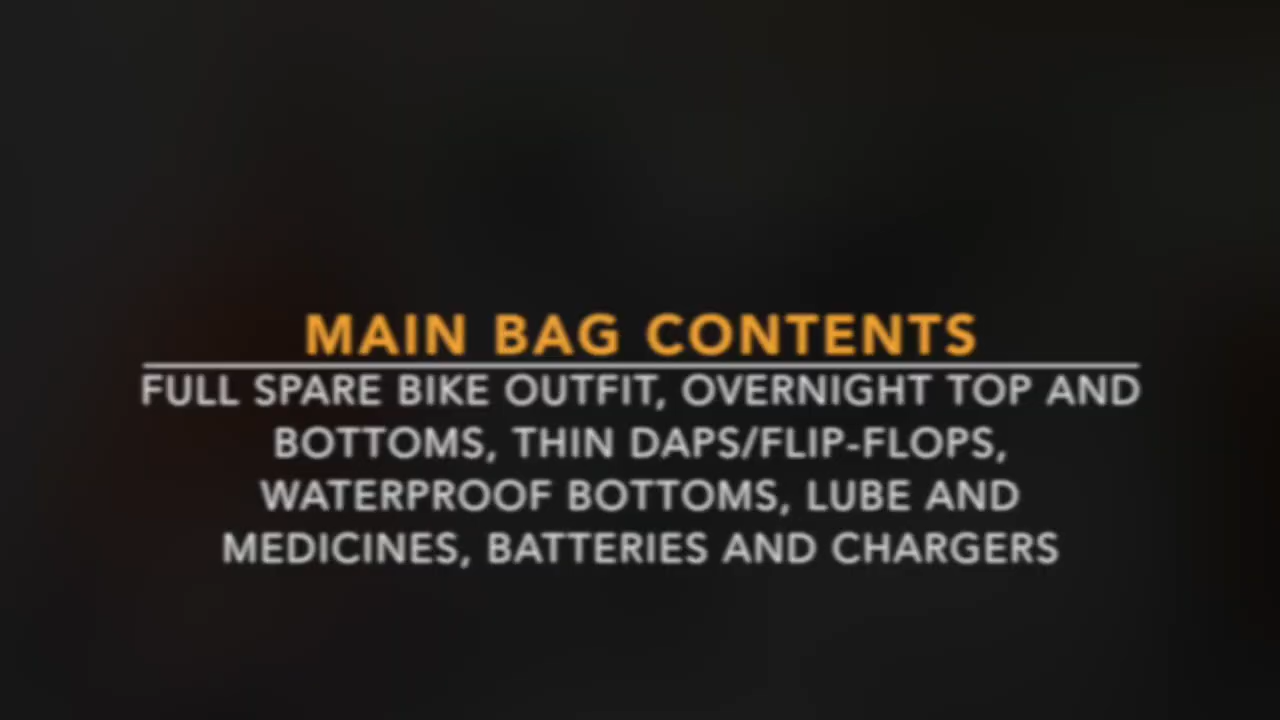 MAIN BAG CONTENTS
FULL SPARE BIKE OUTFIT, OVERNIGHT TOP AND
BOTTOMS, THIN DAPS/FLIP-FLOPS,
WATERPROOF BOTTOMS, LUBE AND
MEDICINES, BATTERIES AND CHARGERS